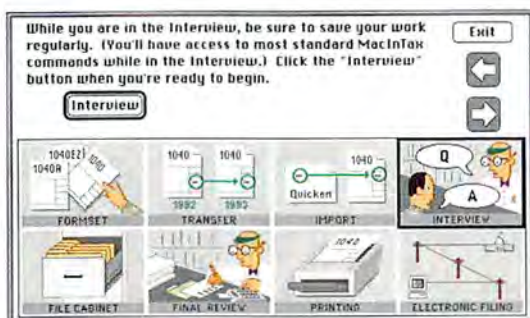 While you are in the Interview, be sure to save your work
regularly. (You'll have access to most standard MacInTax
commands while in the Interview.) Click the "Interview"
button when you're ready to begin.
Exit
Interview
1040EZ
1040A
1040
FORMSET
1040 1040
1992 1993
TRANSFER
1040
Quicken
IMPORT
Q
A
INTERVIEW
FILE CABINET
FINAL REVIEW
1040
PRINTING
ELECTRONIC FILING